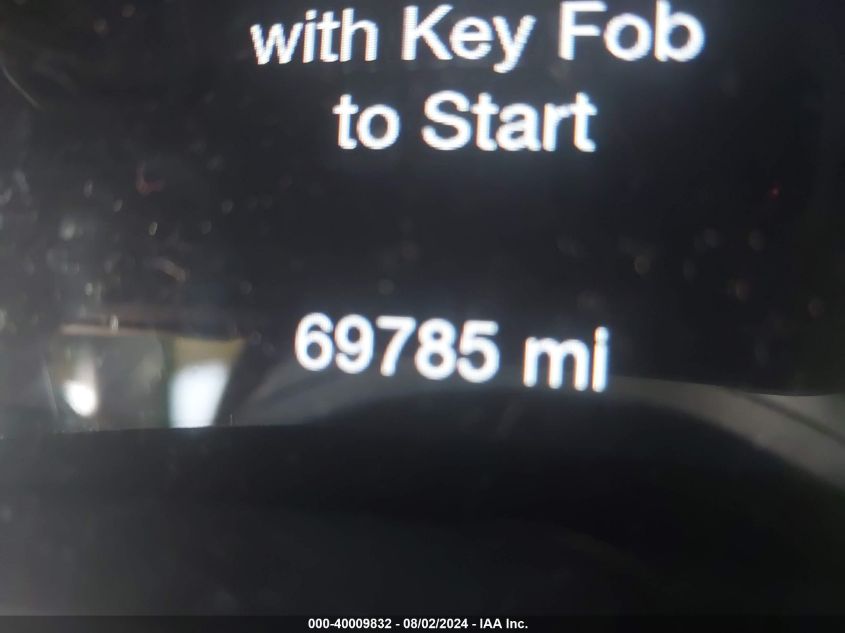 with Key Fob
to Start
69785 mi
000-40009832 - 08/02/2024 - IAA Inc.